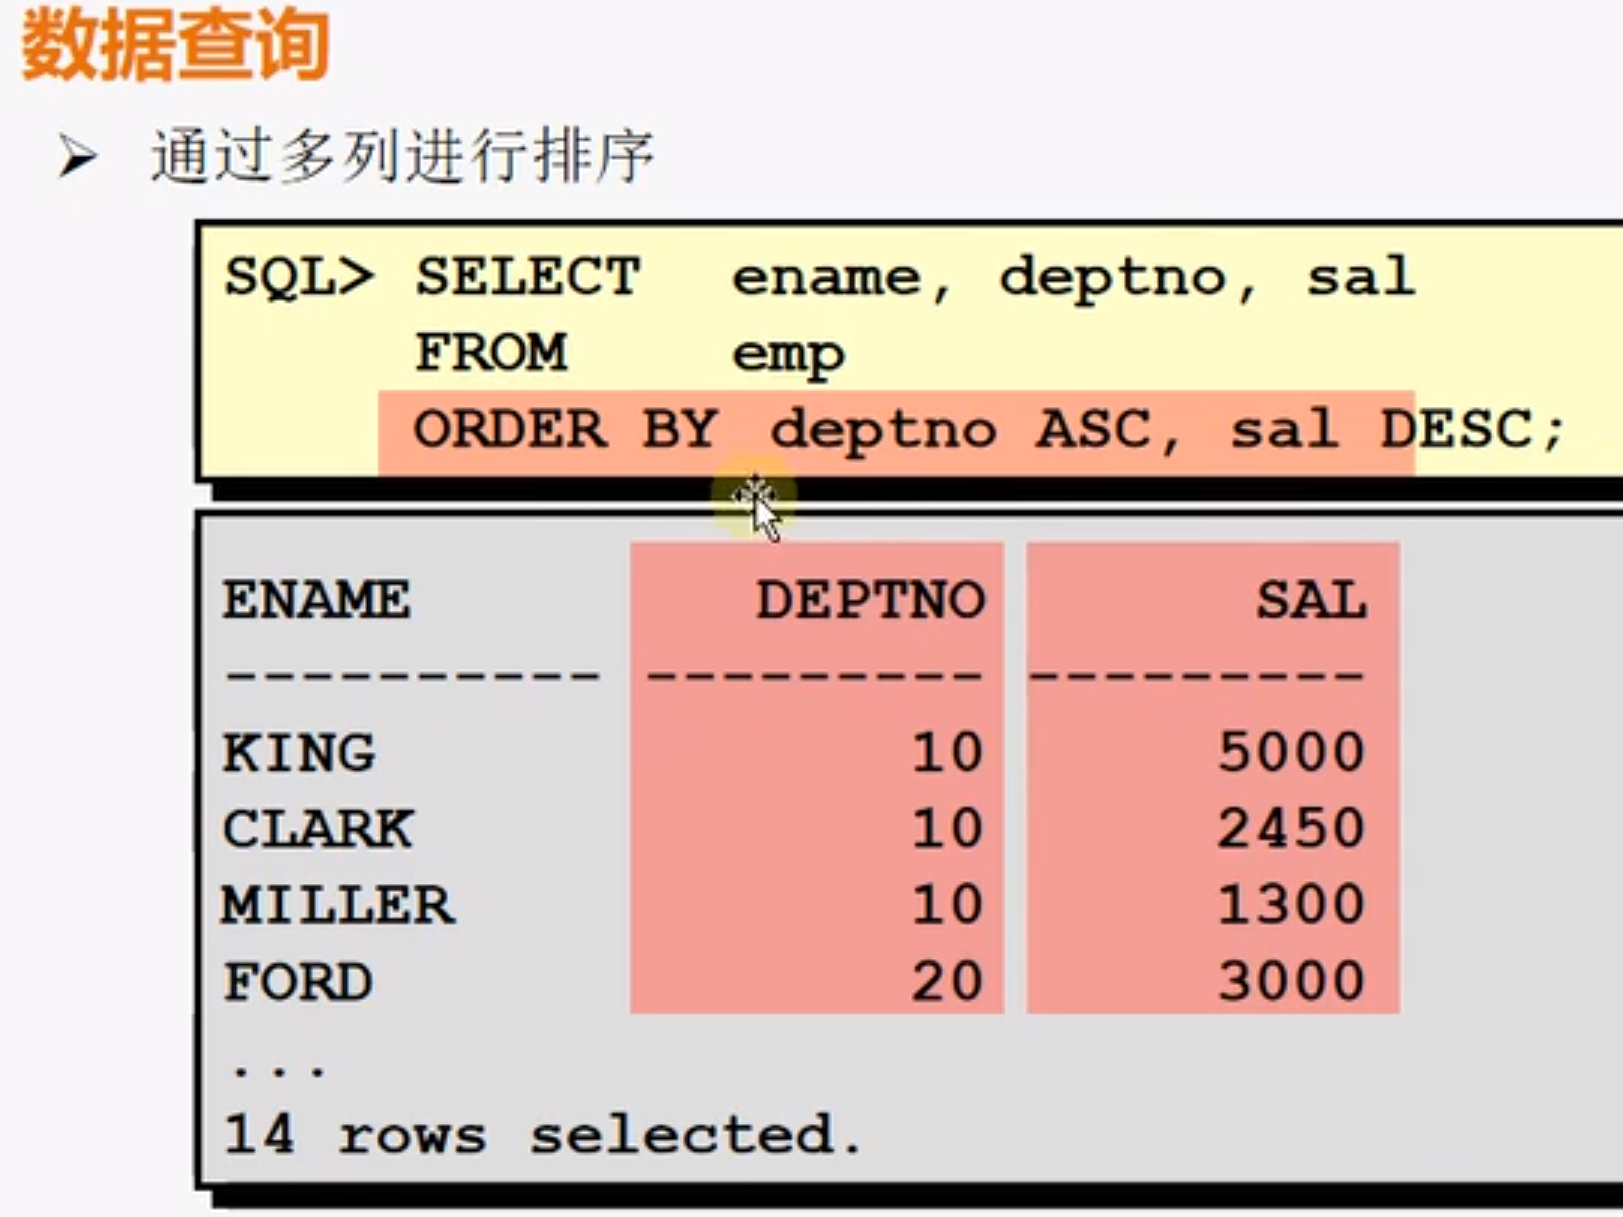 数据查询
通过多列进行排序
SQL> SELECT ename, deptno, sal
FROM emp
ORDER BY deptno ASC, sal DESC;
ENAME DEPTNO SAL
---------- --------- ---------
KING 10 5000
CLARK 10 2450
MILLER 10 1300
FORD 20 3000
...
14 rows selected.